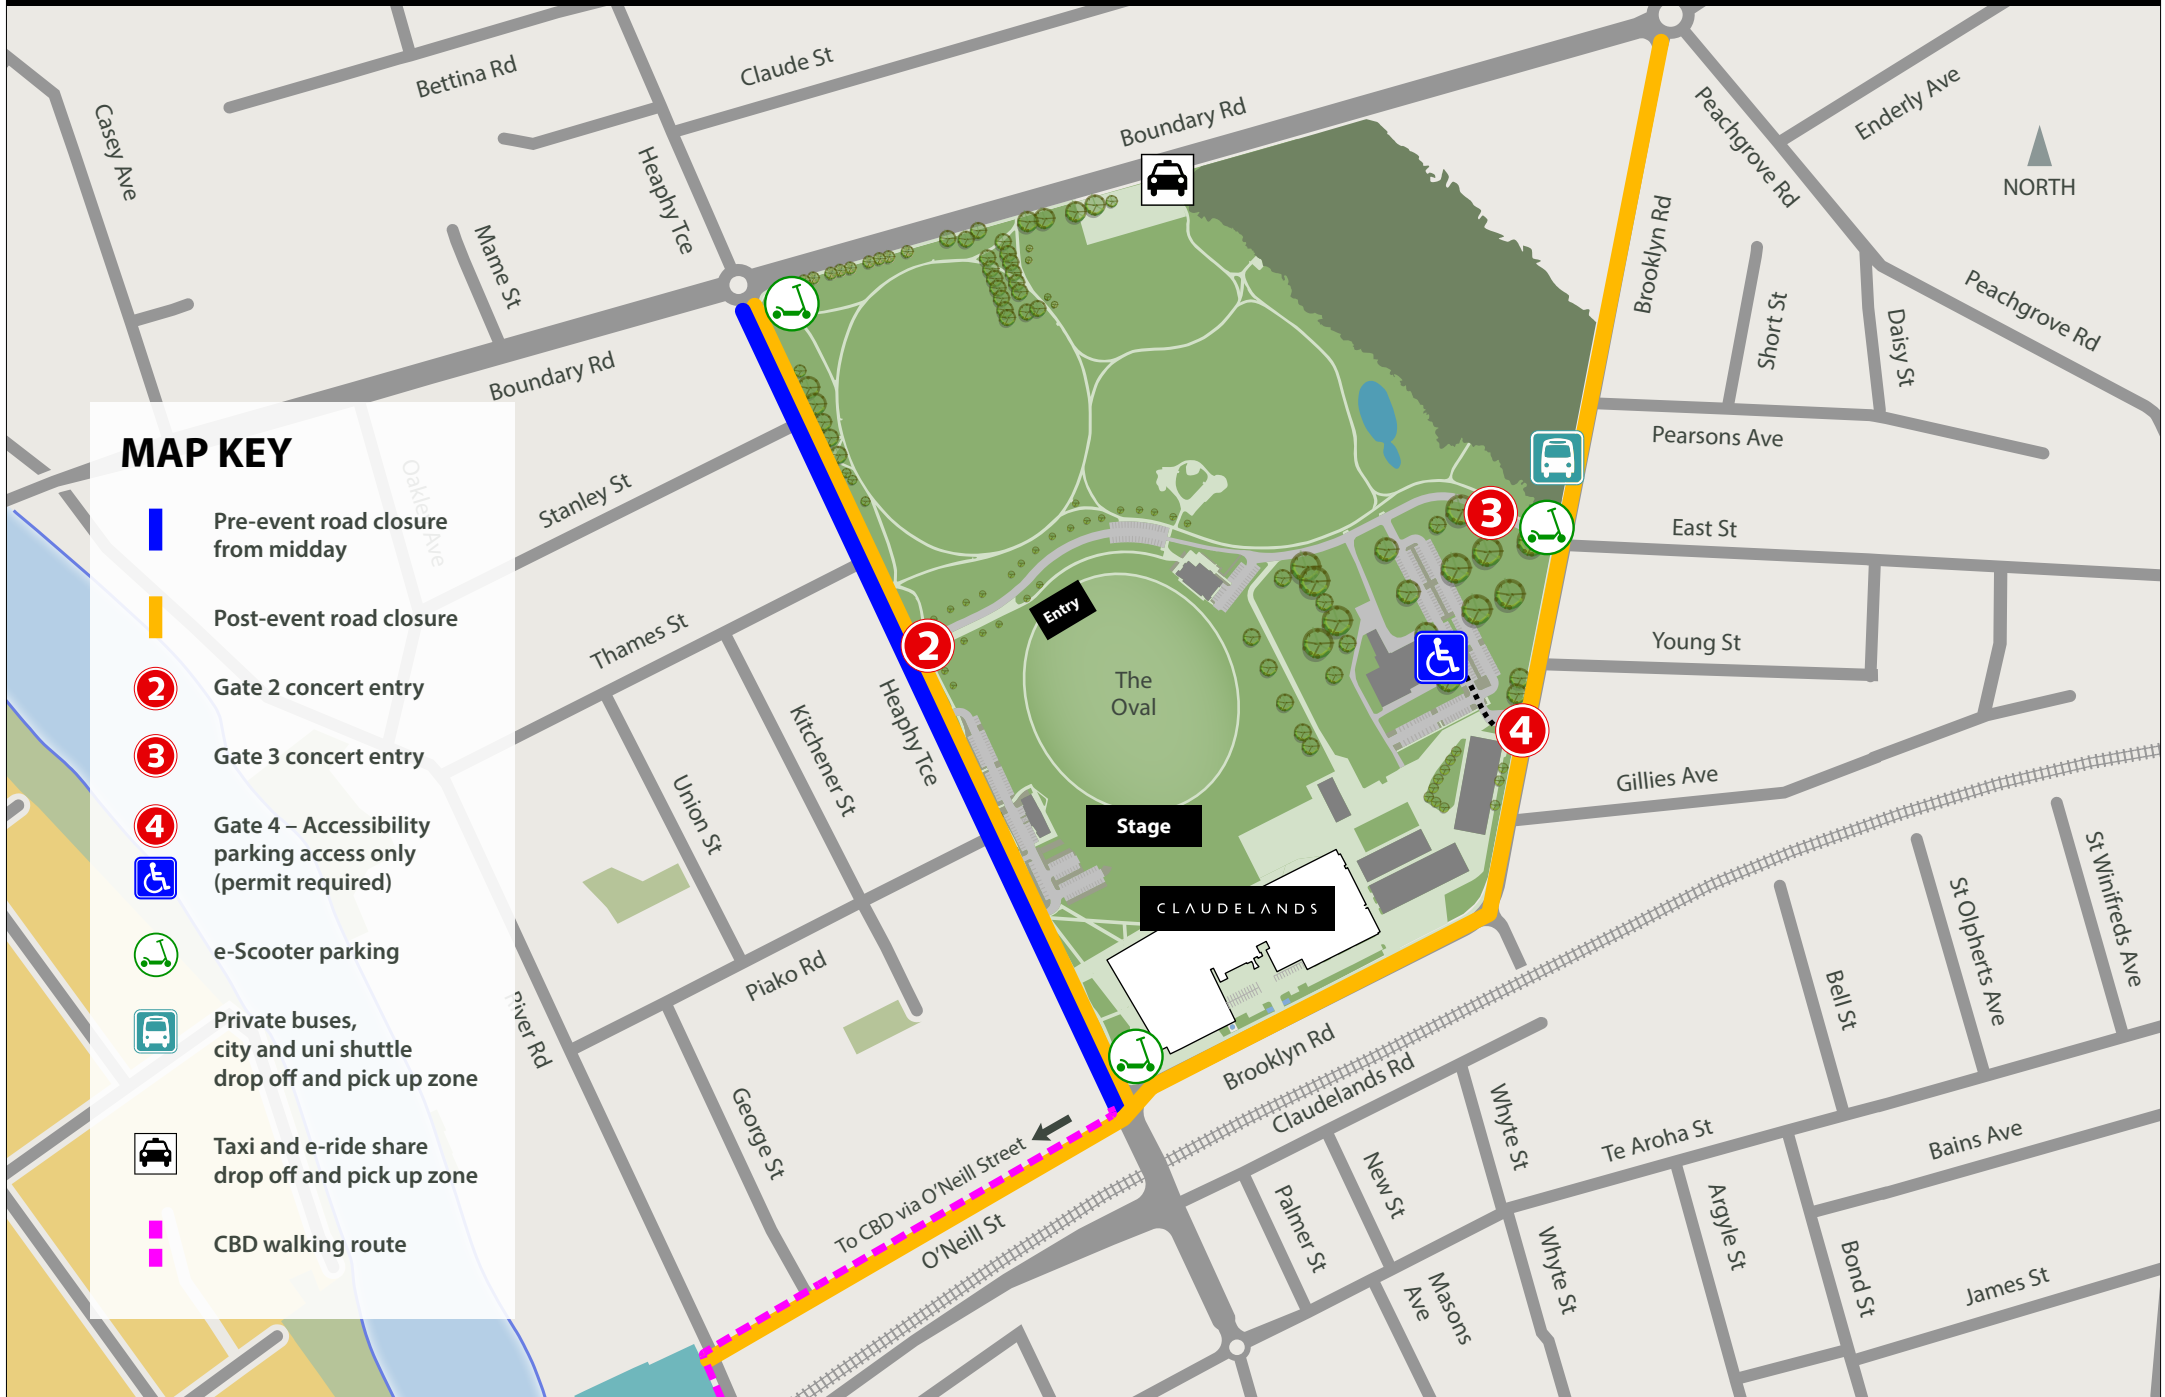 Bettina Rd
Claude St
Casey Ave
Heaphy Tce
Boundary Rd
Peachgrove Rd
Enderly Ave
NORTH
Mame St
Brooklyn Rd
Short St
Daisy St
Peachgrove Rd
Boundary Rd
Pearsons Ave
Stanley St
Oakley Ave
East St
Thames St
Entry
Young St
The
Oval
Heaphy Tce
Kitchener St
Union St
Gillies Ave
Stage
CLAUDELANDS
St Winifreds Ave
St Olpherts Ave
Bell St
Piako Rd
River Rd
Brooklyn Rd
Claudelands Rd
George St
To CBD via O'Neill Street
O'Neill St
Whyte St
Te Aroha St
Bains Ave
New St
Palmer St
Argyle St
Whyte St
Bond St
James St
Masons
Ave
2
3
4
MAP KEY
Pre-event road closure
from midday
Post-event road closure
2
Gate 2 concert entry
3
Gate 3 concert entry
4
Gate 4 – Accessibility
parking access only
(permit required)
e-Scooter parking
Private buses,
city and uni shuttle
drop off and pick up zone
Taxi and e-ride share
drop off and pick up zone
CBD walking route